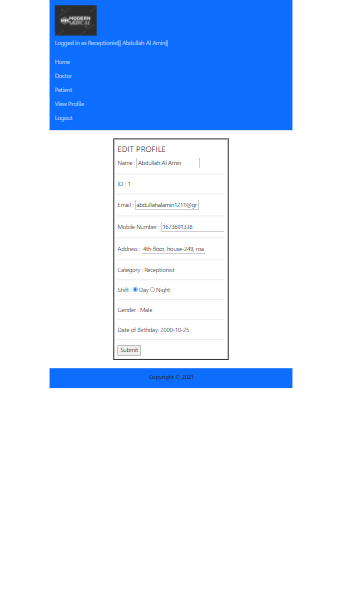 MODERN
MEDICAL
Logged in as Receptionist[[ Abdullah Al Amin]]
Home
Doctor
Patient
View Profile
Logout
EDIT PROFILE
Name : Abdullah Al Amin
ID : 1
Email : abdullahalamin1211@gr
Mobile Number : 1673691338
Address : 4th floor, house-249, roa
Category : Receptionist
Shift : Day Night
Gender : Male
Date of Birthday: 2000-10-25
Submit
Copyright © 2021